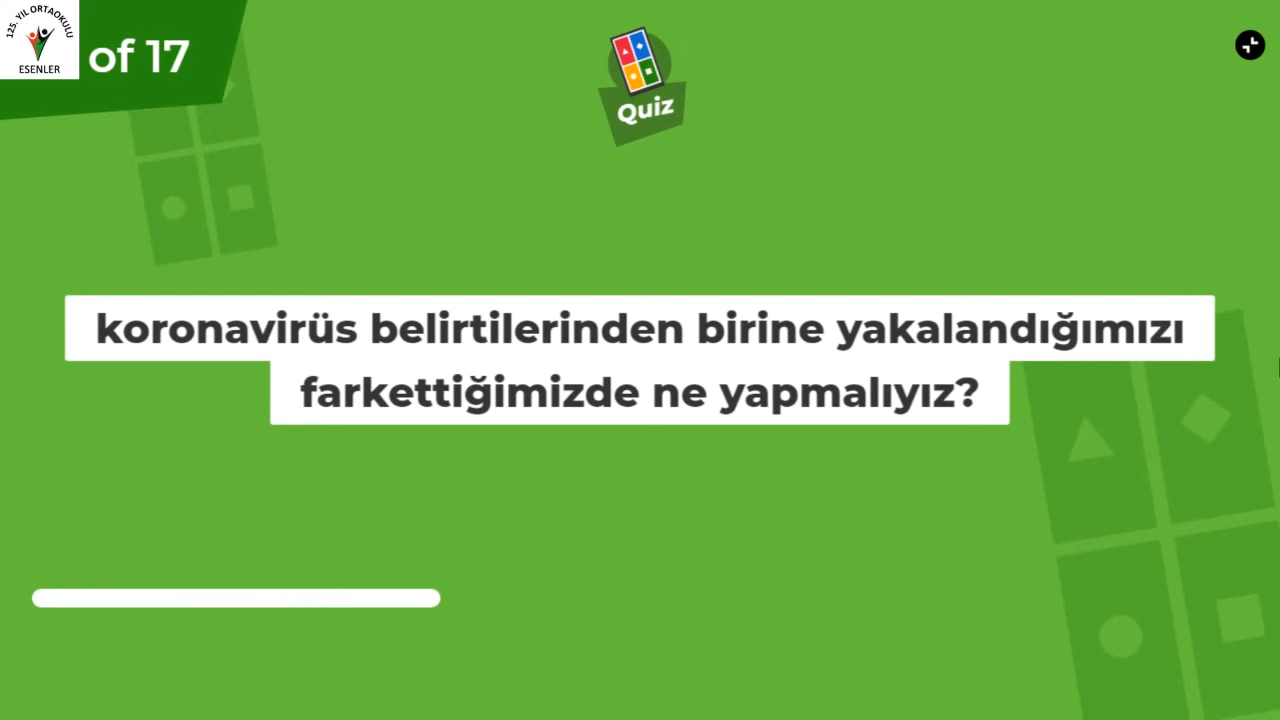 125. YIL ORTAOKULU
ESENLER
of 17
Quiz
koronavirüs belirtilerinden birine yakalandığımızı
farkettiğimizde ne yapmalıyız?